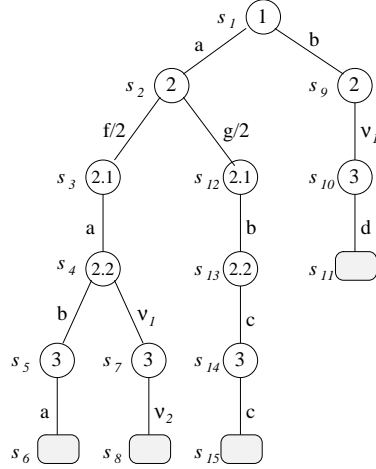 s1 1
a b
s2 2 s9 2
f/2 g/2 ν1
s3 2.1 s12 2.1 s10 3
a b d
s4 2.2 s13 2.2 s11
b ν1 c
s5 3 s7 3 s14 3
a ν2 c
s6 s8 s15